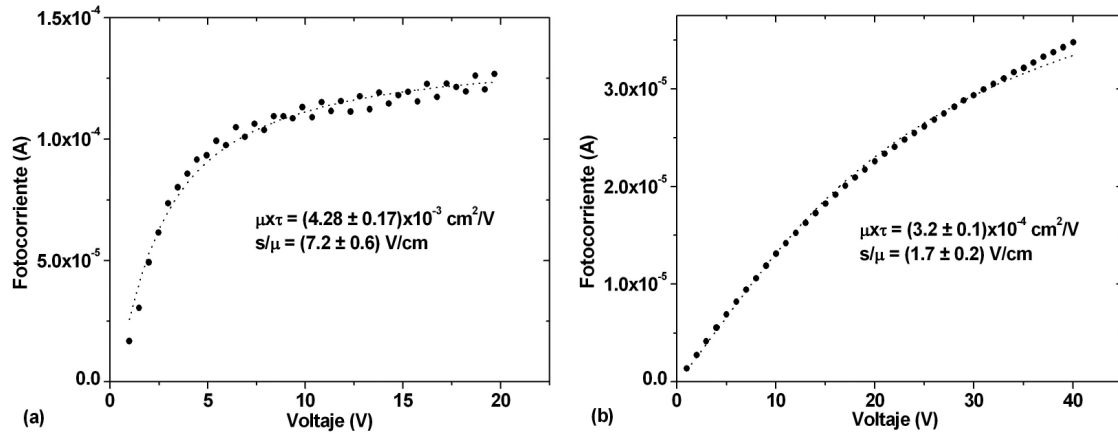 1.5x10⁻⁴
1.0x10⁻⁴
5.0x10⁻⁵
0.0
Fotocorriente (A)
μxτ = (4.28 ± 0.17)x10⁻³ cm²/V
s/μ = (7.2 ± 0.6) V/cm
0 5 10 15 20
Voltaje (V)
(a)
3.0x10⁻⁵
2.0x10⁻⁵
1.0x10⁻⁵
0.0
Fotocorriente (A)
μxτ = (3.2 ± 0.1)x10⁻⁴ cm²/V
s/μ = (1.7 ± 0.2) V/cm
0 10 20 30 40
Voltaje (V)
(b)